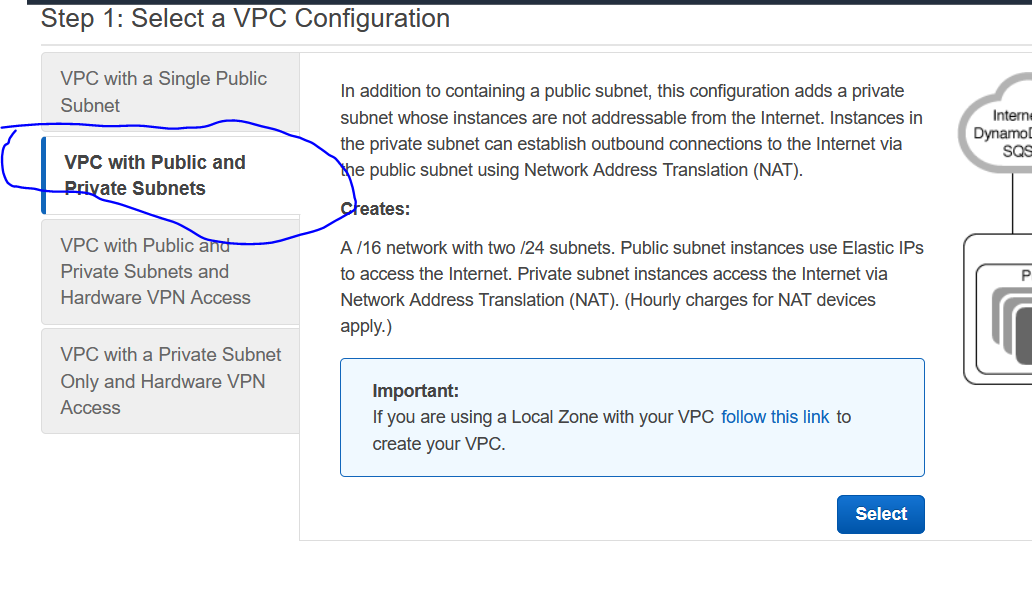 Step 1: Select a VPC Configuration
VPC with a Single Public
Subnet
VPC with Public and
Private Subnets
VPC with Public and
Private Subnets and
Hardware VPN Access
VPC with a Private Subnet
Only and Hardware VPN
Access
In addition to containing a public subnet, this configuration adds a private
subnet whose instances are not addressable from the Internet. Instances in
the private subnet can establish outbound connections to the Internet via
the public subnet using Network Address Translation (NAT).
Creates:
A /16 network with two /24 subnets. Public subnet instances use Elastic IPs
to access the Internet. Private subnet instances access the Internet via
Network Address Translation (NAT). (Hourly charges for NAT devices
apply.)
Important:
If you are using a Local Zone with your VPC follow this link to
create your VPC.
Select
SQS